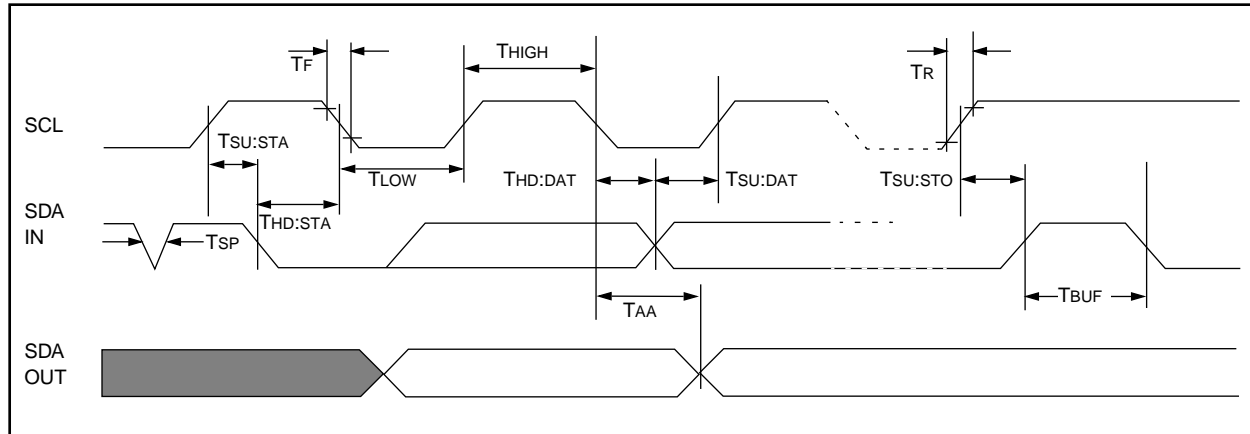 TF
THIGH
TR
SCL
TSU:STA
TLOW
THD:DAT
TSU:DAT
TSU:STO
SDA
IN
TSP
THD:STA
TAA
TBUF
SDA
OUT